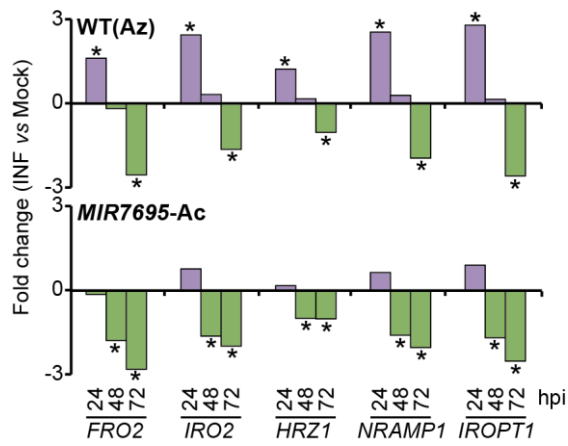 Fold change (INF vs Mock)
3
WT(Az)
* * * * *
0
* * * * *
-3
3
MIR7695-Ac
0
* * * * * * * * * *
-3
24 48 72 24 48 72 24 48 72 24 48 72 24 48 72 hpi
FRO2 IRO2 HRZ1 NRAMP1 IROPT1